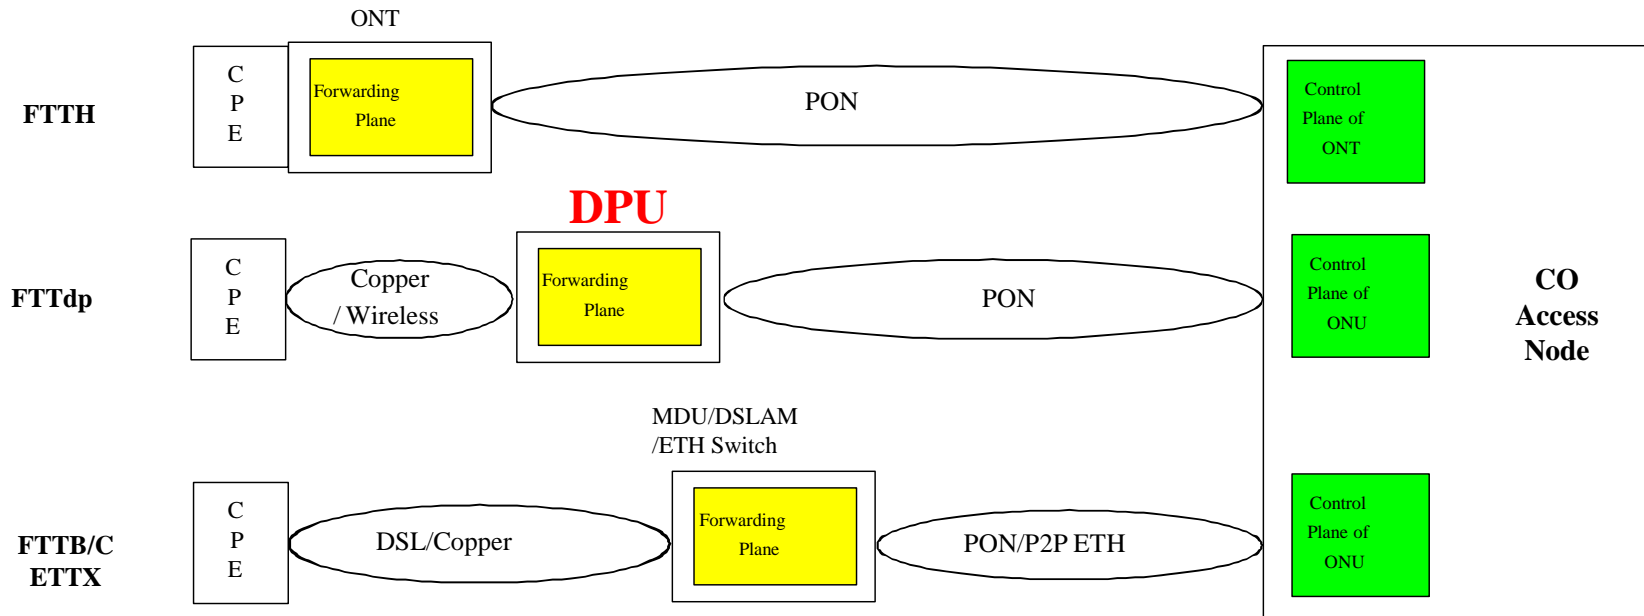 ONT
FTTH
C
P
E
Forwarding
Plane
PON
Control
Plane of
ONT
DPU
FTTdp
C
P
E
Copper
/ Wireless
Forwarding
Plane
PON
Control
Plane of
ONU
CO
Access
Node
MDU/DSLAM
/ETH Switch
FTTB/C
ETTX
C
P
E
DSL/Copper
Forwarding
Plane
PON/P2P ETH
Control
Plane of
ONU